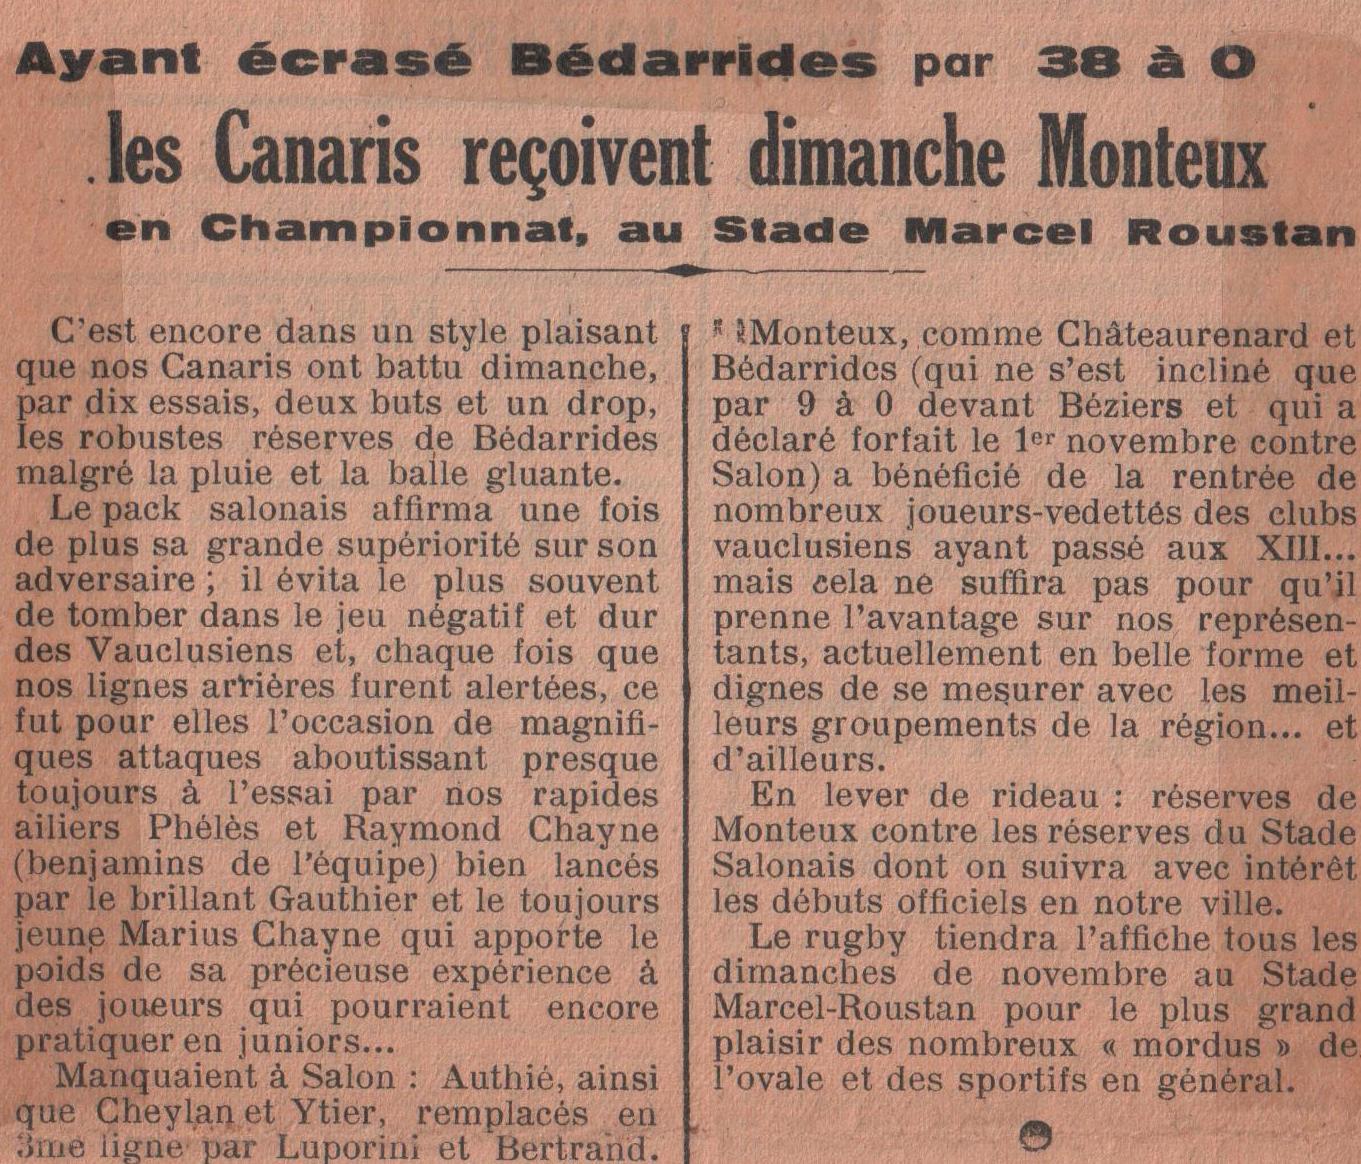 Ayant écrasé Bédarrides par 38 à 0
les Canaris reçoivent dimanche Monteux
en Championnat, au Stade Marcel Roustan
C'est encore dans un style plaisant
que nos Canaris ont battu dimanche,
par dix essais, deux buts et un drop,
les robustes réserves de Bédarrides
malgré la pluie et la balle gluante.
Le pack salonais affirma une fois
de plus sa grande supériorité sur son
adversaire ; il évita le plus souvent
de tomber dans le jeu négatif et dur
des Vauclusiens et, chaque fois que
nos lignes arrières furent alertées, ce
fut pour elles l'occasion de magnifi-
ques attaques aboutissant presque
toujours à l'essai par nos rapides
ailiers Phélès et Raymond Chayne
(benjamins de l'équipe) bien lancés
par le brillant Gauthier et le toujours
jeune Marius Chayne qui apporte le
poids de sa précieuse expérience à
des joueurs qui pourraient encore
pratiquer en juniors...
Manquaient à Salon : Authié, ainsi
que Cheylan et Ytier, remplacés en
3me ligne par Luporini et Bertrand.
Monteux, comme Châteaurenard et
Bédarrides (qui ne s'est incliné que
par 9 à 0 devant Béziers et qui a
déclaré forfait le 1er novembre contre
Salon) a bénéficié de la rentrée de
nombreux joueurs-vedettés des clubs
vauclusiens ayant passé aux XIII...
mais cela ne suffira pas pour qu'il
prenne l'avantage sur nos représen-
tants, actuellement en belle forme et
dignes de se mesurer avec les meil-
leurs groupements de la région... et
d'ailleurs.
En lever de rideau : réserves de
Monteux contre les réserves du Stade
Salonais dont on suivra avec intérêt
les débuts officiels en notre ville.
Le rugby tiendra l'affiche tous les
dimanches de novembre au Stade
Marcel-Roustan pour le plus grand
plaisir des nombreux « mordus » de
l'ovale et des sportifs en général.